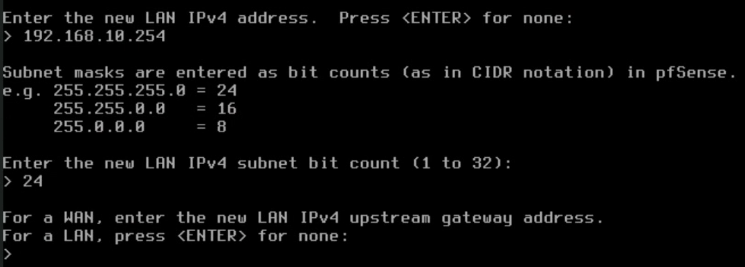 Enter the new LAN IPv4 address.  Press <ENTER> for none:
> 192.168.10.254
Subnet masks are entered as bit counts (as in CIDR notation) in pfSense.
e.g. 255.255.255.0 = 24
     255.255.0.0   = 16
     255.0.0.0     = 8
Enter the new LAN IPv4 subnet bit count (1 to 32):
> 24
For a WAN, enter the new LAN IPv4 upstream gateway address.
For a LAN, press <ENTER> for none:
>